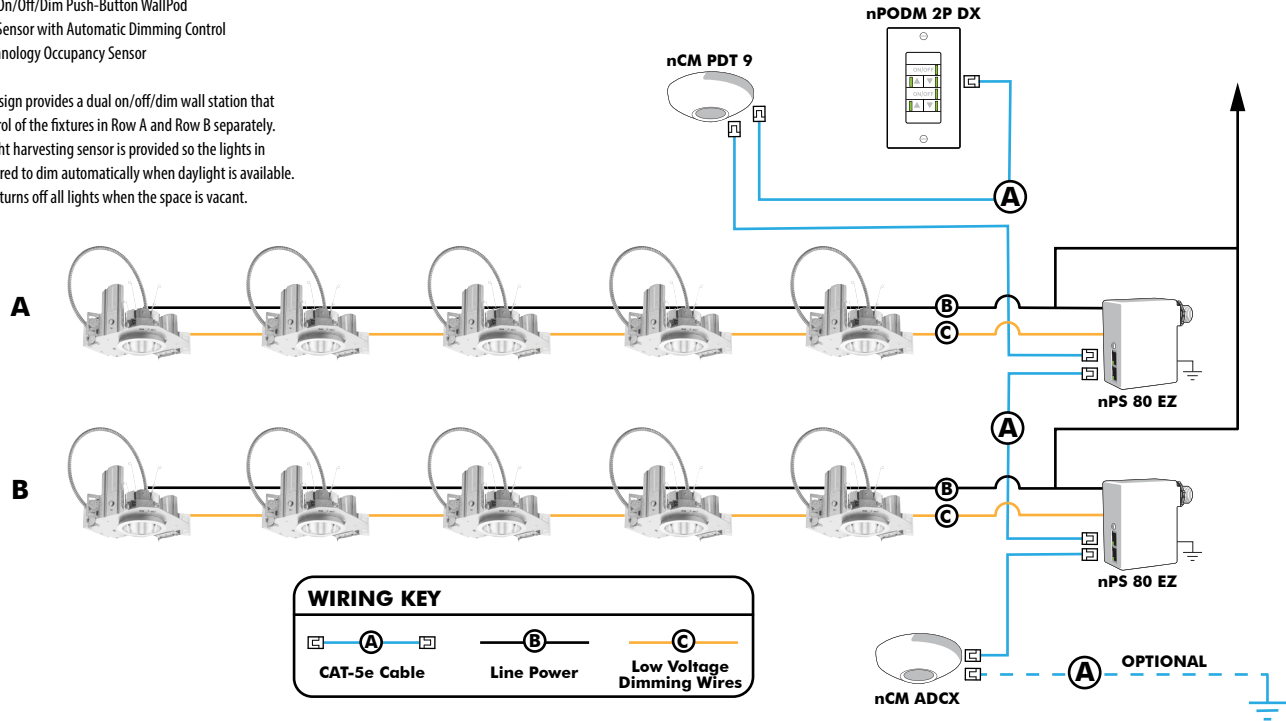 On/Off/Dim Push-Button WallPod
Sensor with Automatic Dimming Control
Occupancy Sensor
sign provides a dual on/off/dim wall station that
of the fixtures in Row A and Row B separately.
harvesting sensor is provided so the lights in
to dim automatically when daylight is available.
turns off all lights when the space is vacant.
nPODM 2P DX
nCM PDT 9
ON/OFF
ON/OFF
A
A
B
C
nPS 80 EZ
A
B
B
C
nPS 80 EZ
WIRING KEY
A
B
C
CAT-5e Cable
Line Power
Low Voltage
Dimming Wires
nCM ADCX
A
OPTIONAL